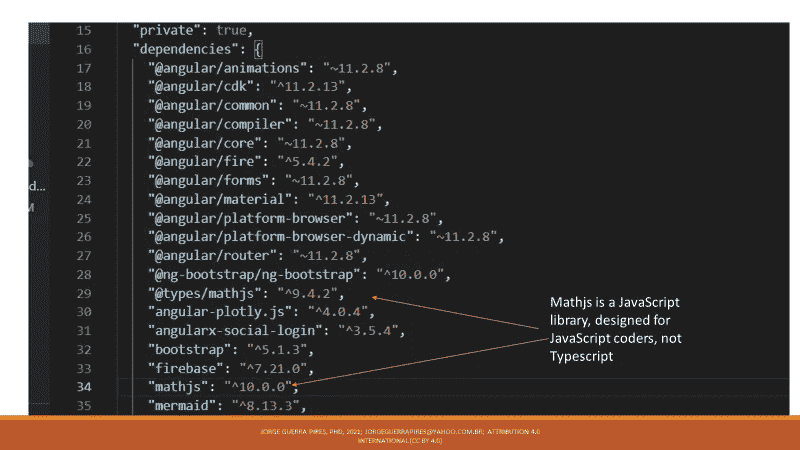 15 "private": true,
16 "dependencies": {
17 "@angular/animations": "~11.2.8",
18 "@angular/cdk": "^11.2.13",
19 "@angular/common": "~11.2.8",
20 "@angular/compiler": "~11.2.8",
21 "@angular/core": "~11.2.8",
22 "@angular/fire": "^5.4.2",
23 "@angular/forms": "~11.2.8",
24 "@angular/material": "^11.2.13",
25 "@angular/platform-browser": "~11.2.8",
26 "@angular/platform-browser-dynamic": "~11.2.8",
27 "@angular/router": "~11.2.8",
28 "@ng-bootstrap/ng-bootstrap": "^10.0.0",
29 "@types/mathjs": "^9.4.2",
30 "angular-plotly.js": "^4.0.4",
31 "angularx-social-login": "^3.5.4",
32 "bootstrap": "^5.1.3",
33 "firebase": "^7.21.0",
34 "mathjs": "^10.0.0",
35 "mermaid": "^8.13.3",
d...
M
Mathjs is a JavaScript
library, designed for
JavaScript coders, not
Typescript
JORGE GUERRA PIRES, PHD, 2021; JORGEGUERRAPIRES@YAHOO.COM.BR; ATTRIBUTION 4.0
INTERNATIONAL (CC BY 4.0)